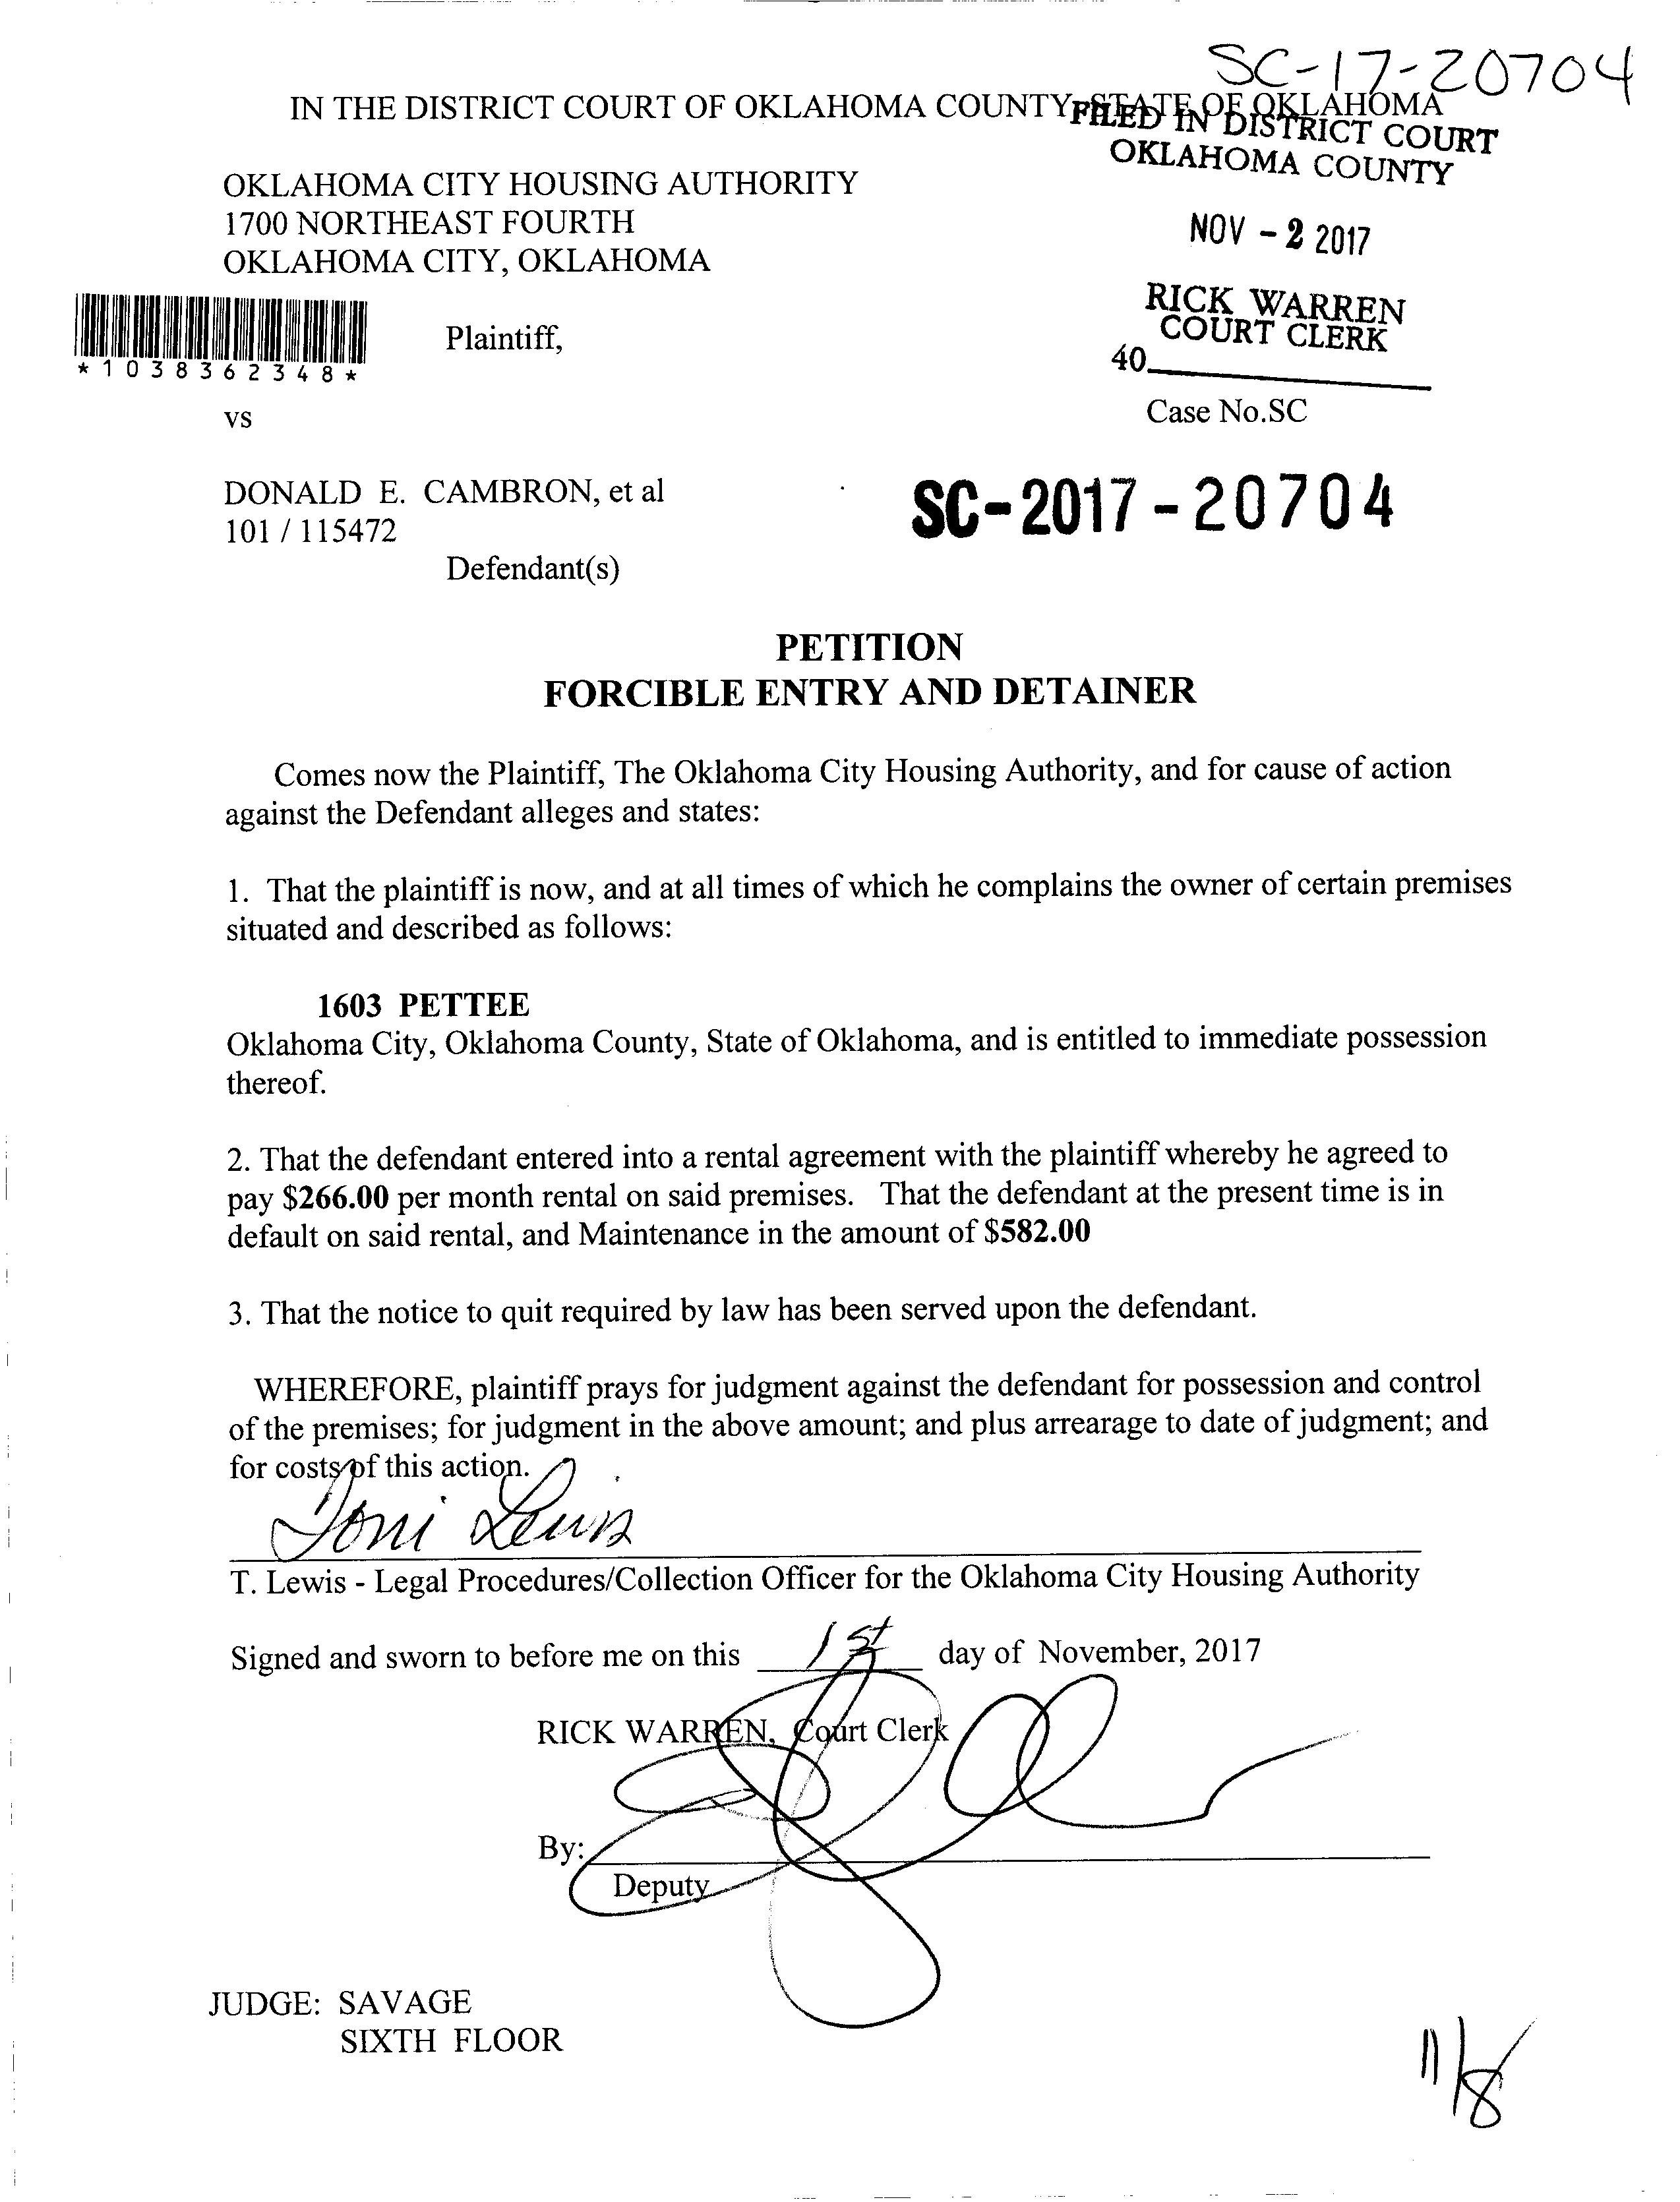 SC-17-20704
IN THE DISTRICT COURT OF OKLAHOMA COUNTY, STATE OF OKLAHOMA
FILED IN DISTRICT COURT
OKLAHOMA COUNTY
OKLAHOMA CITY HOUSING AUTHORITY
1700 NORTHEAST FOURTH
OKLAHOMA CITY, OKLAHOMA
NOV - 2 2017
RICK WARREN
COURT CLERK
40
*1038362348*
Plaintiff,
vs
Case No.SC
DONALD E. CAMBRON, et al
101 / 115472
SC-2017-20704
Defendant(s)
PETITION
FORCIBLE ENTRY AND DETAINER
Comes now the Plaintiff, The Oklahoma City Housing Authority, and for cause of action
against the Defendant alleges and states:
1. That the plaintiff is now, and at all times of which he complains the owner of certain premises
situated and described as follows:
1603 PETTEE
Oklahoma City, Oklahoma County, State of Oklahoma, and is entitled to immediate possession
thereof.
2. That the defendant entered into a rental agreement with the plaintiff whereby he agreed to
pay $266.00 per month rental on said premises. That the defendant at the present time is in
default on said rental, and Maintenance in the amount of $582.00
3. That the notice to quit required by law has been served upon the defendant.
WHEREFORE, plaintiff prays for judgment against the defendant for possession and control
of the premises; for judgment in the above amount; and plus arrearage to date of judgment; and
for costs of this action.
Toni Lewis
T. Lewis - Legal Procedures/Collection Officer for the Oklahoma City Housing Authority
Signed and sworn to before me on this 1st day of November, 2017
RICK WARREN, Court Clerk
By:
Deputy
JUDGE: SAVAGE
SIXTH FLOOR
11/8